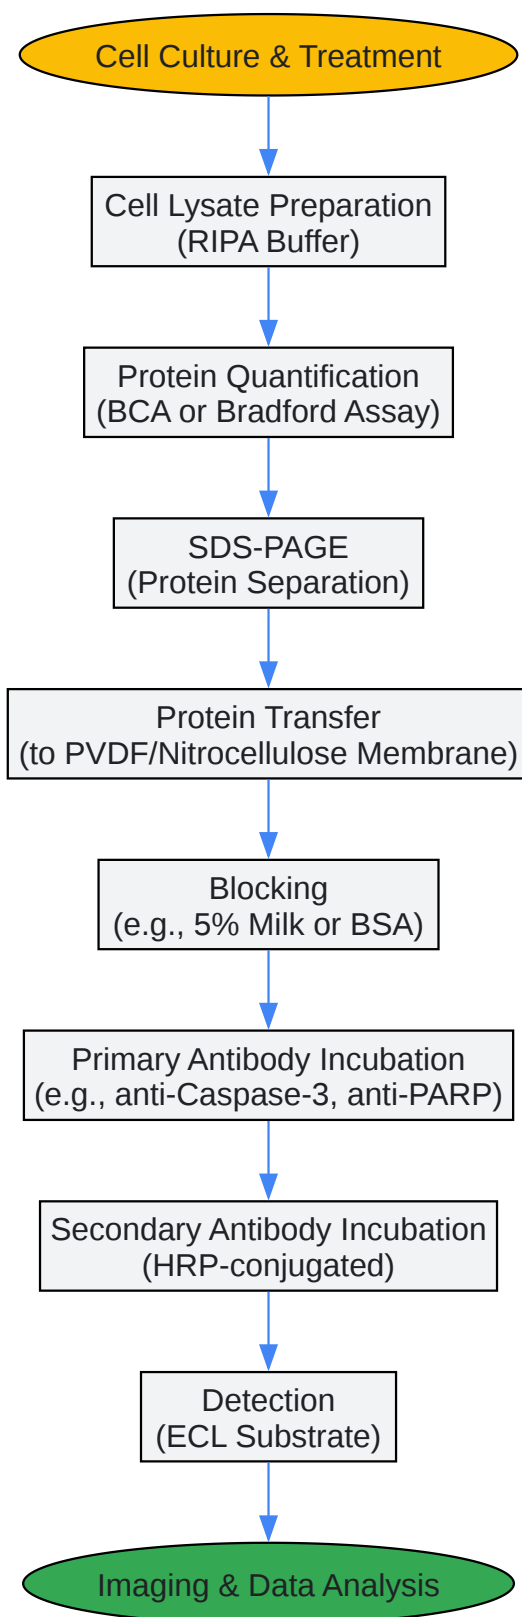 Cell Culture & Treatment
Cell Lysate Preparation
(RIPA Buffer)
Protein Quantification
(BCA or Bradford Assay)
SDS-PAGE
(Protein Separation)
Protein Transfer
(to PVDF/Nitrocellulose Membrane)
Blocking
(e.g., 5% Milk or BSA)
Primary Antibody Incubation
(e.g., anti-Caspase-3, anti-PARP)
Secondary Antibody Incubation
(HRP-conjugated)
Detection
(ECL Substrate)
Imaging & Data Analysis